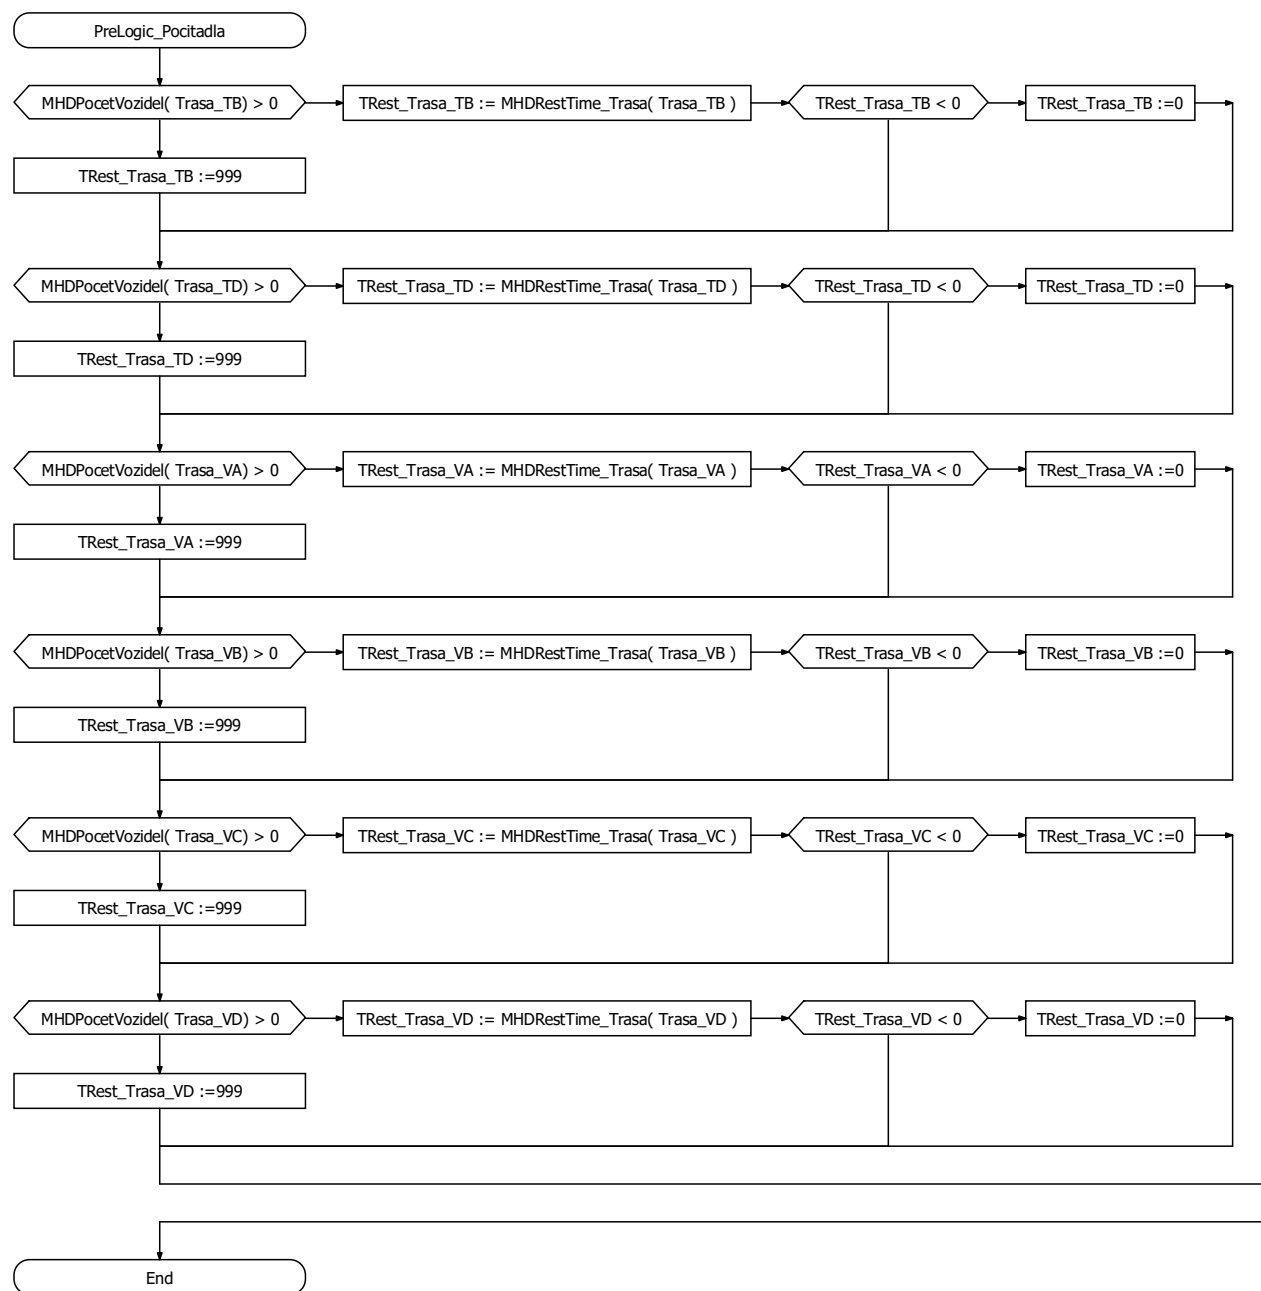 PreLogic_Pocitadla
MHDPocetVozidel( Trasa_TB) > 0
TRest_Trasa_TB := MHDRestTime_Trasa( Trasa_TB )
TRest_Trasa_TB < 0
TRest_Trasa_TB :=0
TRest_Trasa_TB :=999
MHDPocetVozidel( Trasa_TD) > 0
TRest_Trasa_TD := MHDRestTime_Trasa( Trasa_TD )
TRest_Trasa_TD < 0
TRest_Trasa_TD :=0
TRest_Trasa_TD :=999
MHDPocetVozidel( Trasa_VA) > 0
TRest_Trasa_VA := MHDRestTime_Trasa( Trasa_VA )
TRest_Trasa_VA < 0
TRest_Trasa_VA :=0
TRest_Trasa_VA :=999
MHDPocetVozidel( Trasa_VB) > 0
TRest_Trasa_VB := MHDRestTime_Trasa( Trasa_VB )
TRest_Trasa_VB < 0
TRest_Trasa_VB :=0
TRest_Trasa_VB :=999
MHDPocetVozidel( Trasa_VC) > 0
TRest_Trasa_VC := MHDRestTime_Trasa( Trasa_VC )
TRest_Trasa_VC < 0
TRest_Trasa_VC :=0
TRest_Trasa_VC :=999
MHDPocetVozidel( Trasa_VD) > 0
TRest_Trasa_VD := MHDRestTime_Trasa( Trasa_VD )
TRest_Trasa_VD < 0
TRest_Trasa_VD :=0
TRest_Trasa_VD :=999
End